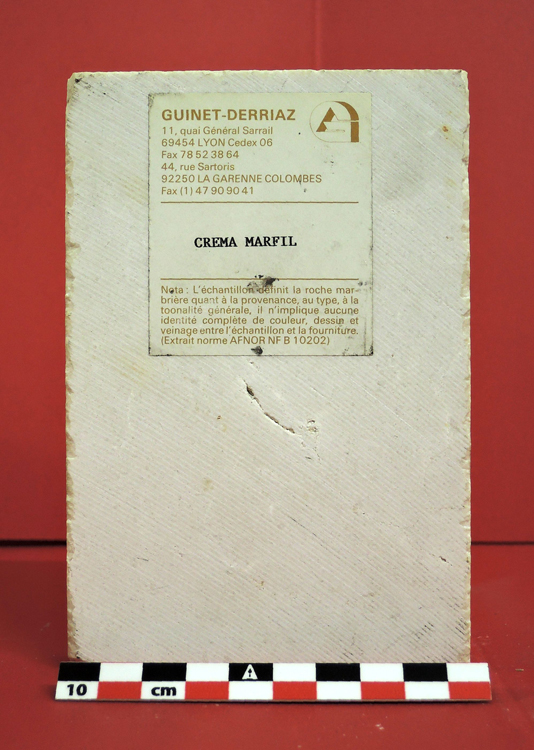 GUINET-DERRIAZ
11, quai Général Sarrail
69454 LYON Cedex 06
Fax 78 52 38 64
44, rue Sartoris
92250 LA GARENNE COLOMBES
Fax (1) 47 90 90 41
CREMA MARFIL
Nota : L'échantillon définit la roche mar-
brière quant à la provenance, au type, à la
toonalité générale, il n'implique aucune
identité complète de couleur, dessin et
veinage entre l'échantillon et la fourniture.
(Extrait norme AFNOR NF B 10202)
10 cm